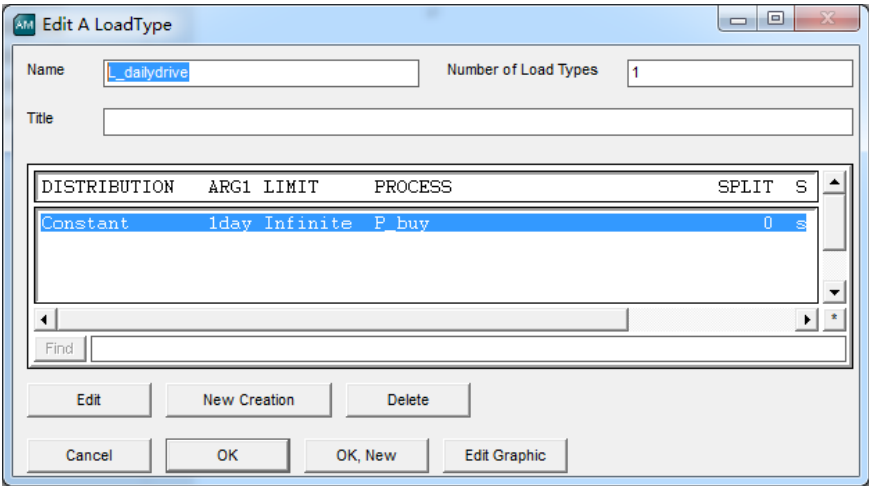 AM Edit A LoadType
Name L_dailydrive Number of Load Types 1
Title
DISTRIBUTION ARG1 LIMIT PROCESS SPLIT S
Constant 1day Infinite P_buy 0 s
*
Find
Edit New Creation Delete
Cancel OK OK, New Edit Graphic